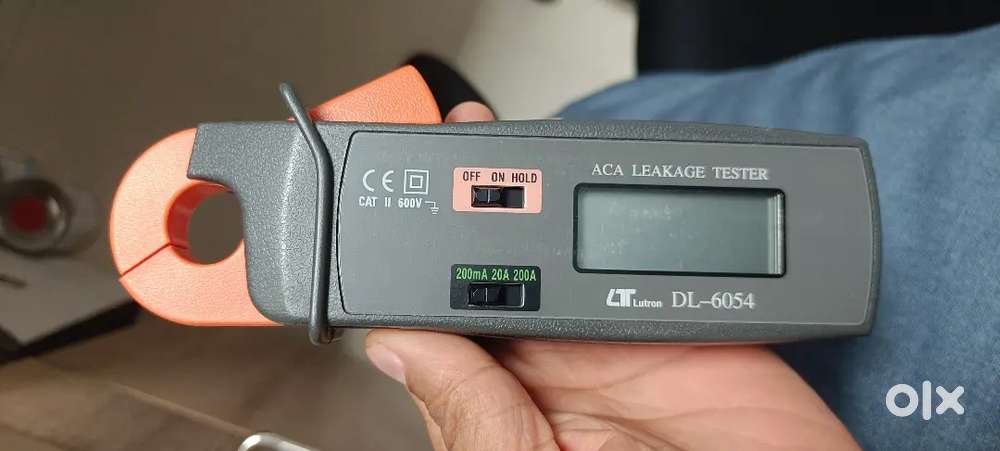 OFF ON HOLD
CE
CAT II 600V
200mA 20A 200A
ACA LEAKAGE TESTER
LT Lutron DL-6054
olx